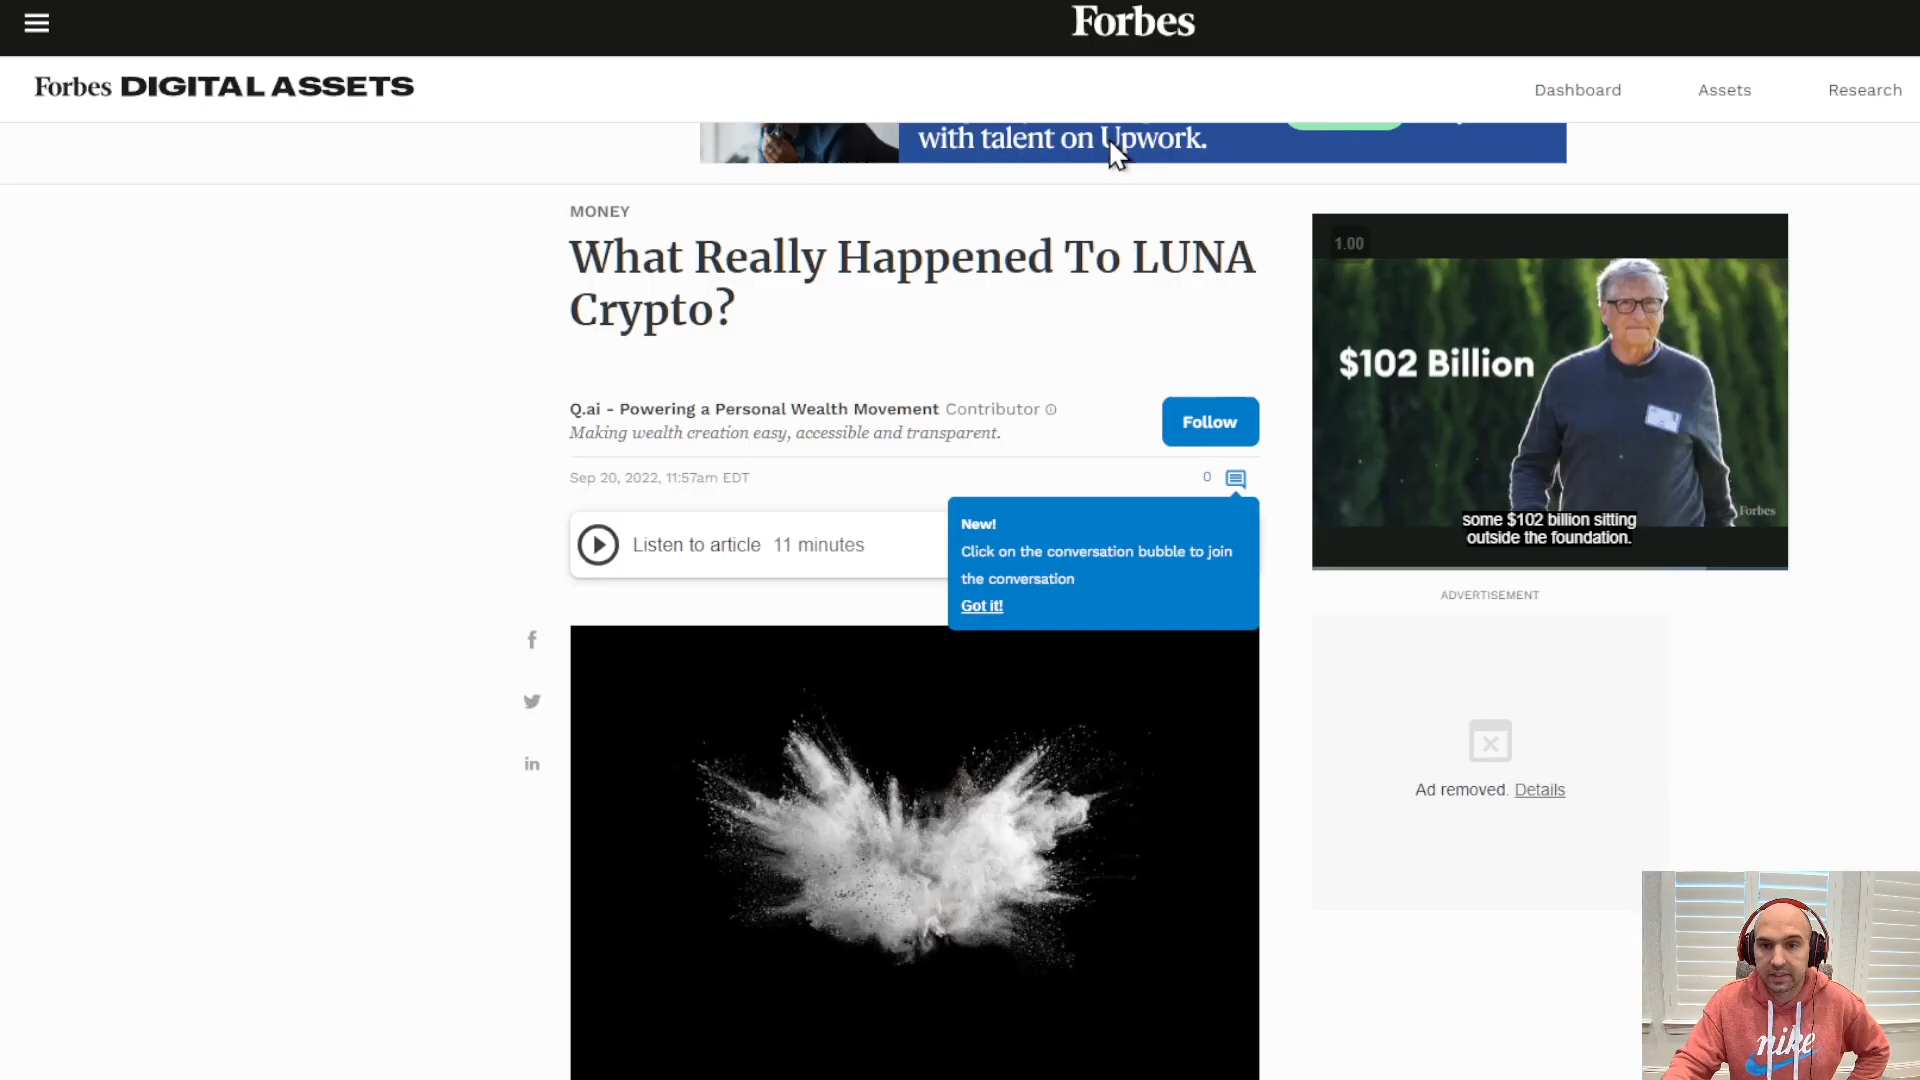 Forbes
Forbes DIGITAL ASSETS
Dashboard
Assets
Research
with talent on Upwork.
MONEY
What Really Happened To LUNA
Crypto?
Q.ai - Powering a Personal Wealth Movement Contributor
Making wealth creation easy, accessible and transparent.
Follow
Sep 20, 2022, 11:57am EDT
0
New!
Click on the conversation bubble to join
the conversation
Got it!
Listen to article 11 minutes
1.00
$102 Billion
Forbes
some $102 billion sitting
outside the foundation.
ADVERTISEMENT
Ad removed. Details
f
in
nike